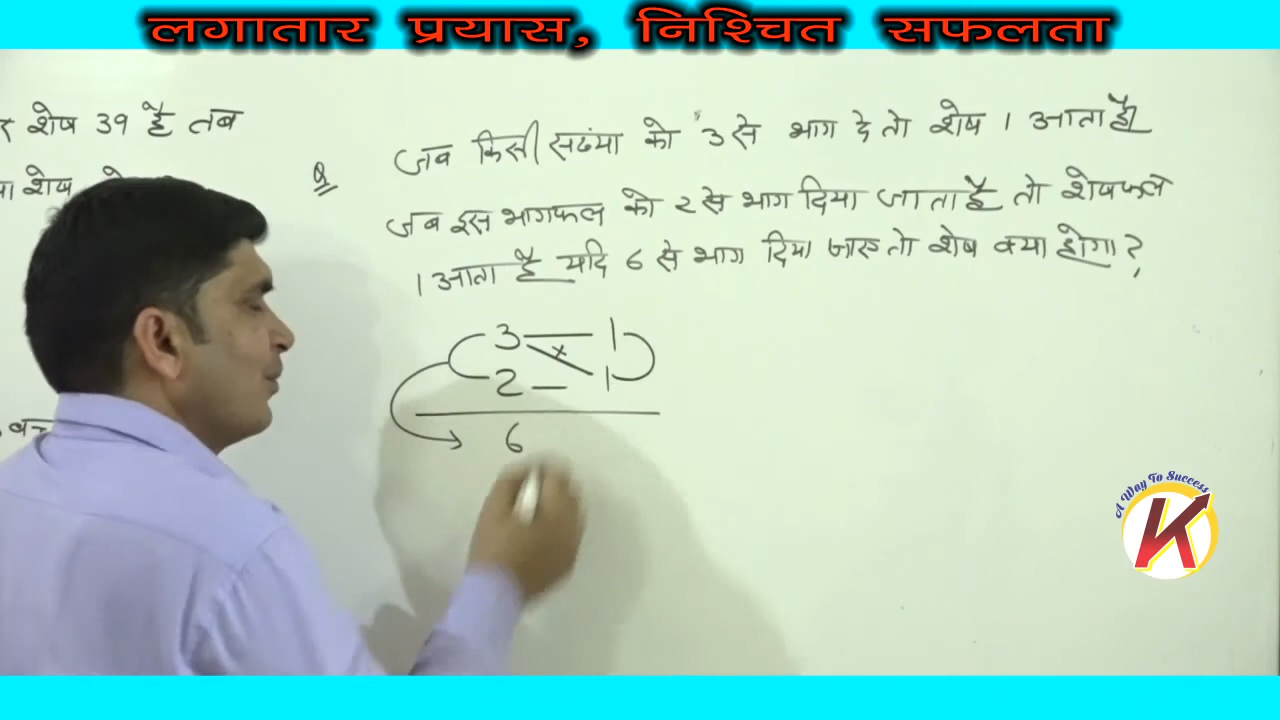 लगातार प्रयास, निश्चित सफलता
शेष 39 है तब
शेष
Q
जब किसी सख्ंया को 3 से भाग दे तो शेष 1 आता है
जब इस भागफल को 2 से भाग दिया जाता है तो शेषफल
1 आता है यदि 6 से भाग दिया जाए तो शेष क्या होगा ?
3 — 1
×
2 — 1
6
A Way To Success
K